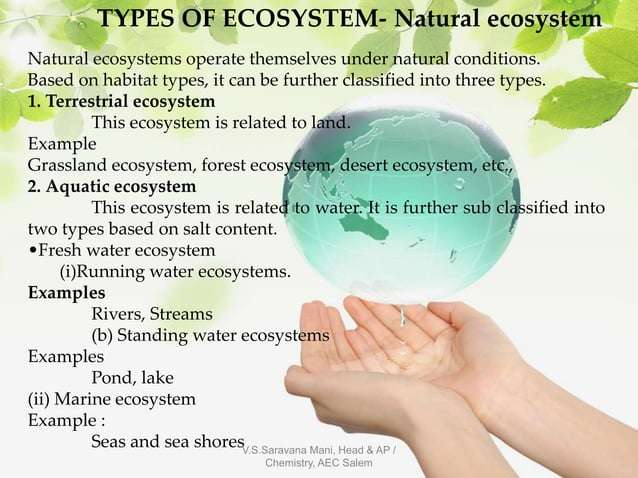 TYPES OF ECOSYSTEM- Natural ecosystem
Natural ecosystems operate themselves under natural conditions.
Based on habitat types, it can be further classified into three types.
1. Terrestrial ecosystem
This ecosystem is related to land.
Example
Grassland ecosystem, forest ecosystem, desert ecosystem, etc.,
2. Aquatic ecosystem
This ecosystem is related to water. It is further sub classified into
two types based on salt content.
•Fresh water ecosystem
(i)Running water ecosystems.
Examples
Rivers, Streams
(b) Standing water ecosystems
Examples
Pond, lake
(ii) Marine ecosystem
Example :
Seas and sea shores
V.S.Saravana Mani, Head & AP /
Chemistry, AEC Salem